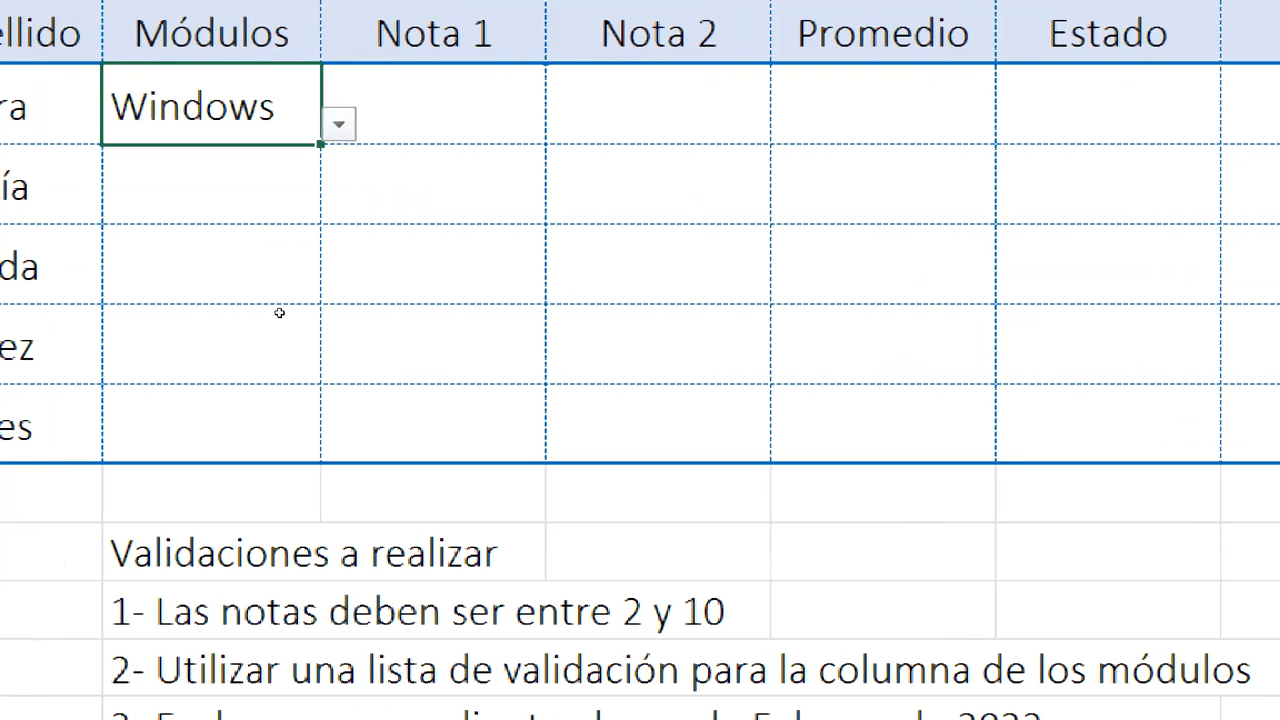 ellido Módulos Nota 1 Nota 2 Promedio Estado
ra Windows
ía
da
ez
es
Validaciones a realizar
1- Las notas deben ser entre 2 y 10
2- Utilizar una lista de validación para la columna de los módulos